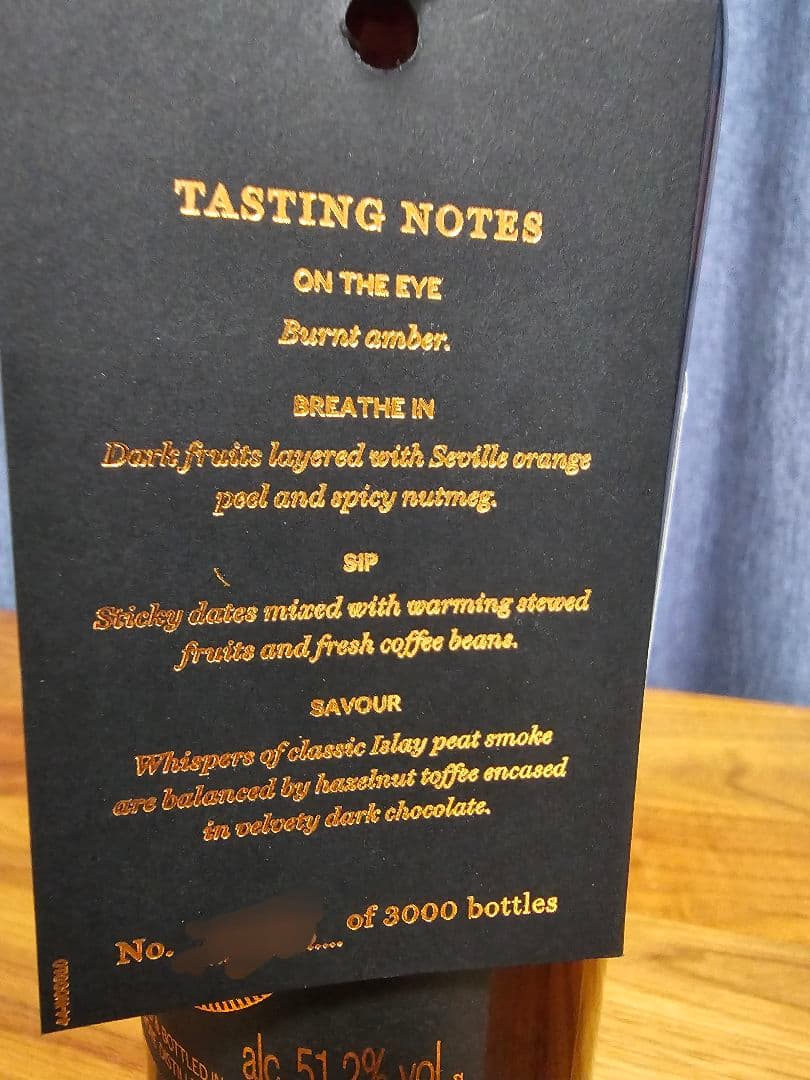 TASTING NOTES
ON THE EYE
Burnt amber.
BREATHE IN
Dark fruits layered with Seville orange
peel and spicy nutmeg.
SIP
Sticky dates mixed with warming stewed
fruits and fresh coffee beans.
SAVOUR
Whispers of classic Islay peat smoke
are balanced by hazelnut toffee encased
in velvety dark chocolate.
No. .... of 3000 bottles
BOTTLED IN
alc 51.2% vol